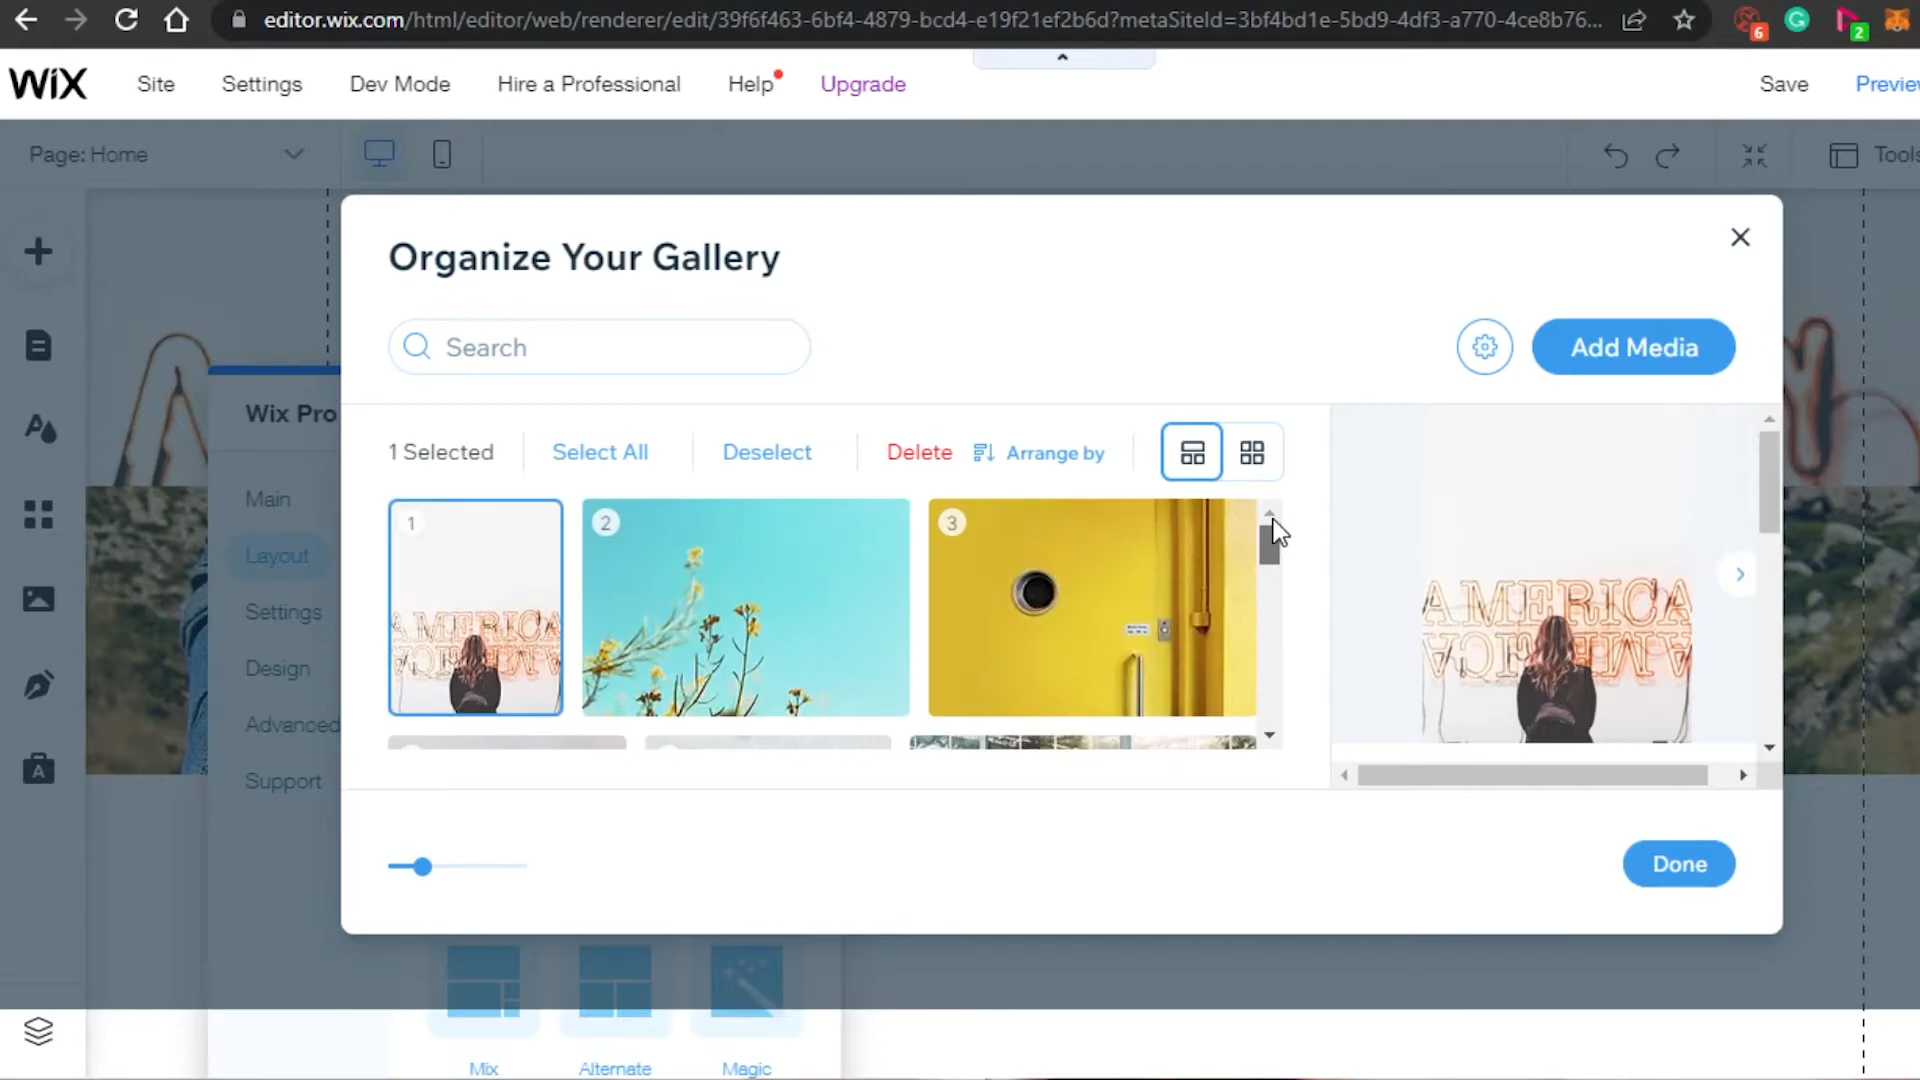 editor.wix.com/html/editor/web/renderer/edit/39f6f463-6bf4-4879-bcd4-e19f21ef2b6d?metaSiteId=3bf4bd1e-5bd9-4df3-a770-4ce8b76...
6
2
WiX Site Settings Dev Mode Hire a Professional Help Upgrade Save Preview
Page: Home Tools
Organize Your Gallery
Search
Add Media
1 Selected Select All Deselect Delete Arrange by
1 2 3
AMERICA
AMERICA
Wix Pro
Main
Layout
Settings
Design
Advanced
Support
Done
Mix Alternate Magic